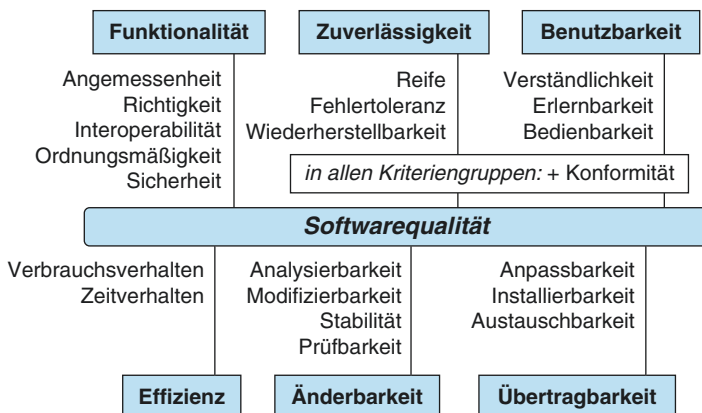 Funktionalität
Zuverlässigkeit
Benutzbarkeit
Angemessenheit
Richtigkeit
Interoperabilität
Ordnungsmäßigkeit
Sicherheit
Reife
Fehlertoleranz
Wiederherstellbarkeit
Verständlichkeit
Erlernbarkeit
Bedienbarkeit
in allen Kriteriengruppen: + Konformität
Softwarequalität
Verbrauchsverhalten
Zeitverhalten
Analysierbarkeit
Modifizierbarkeit
Stabilität
Prüfbarkeit
Anpassbarkeit
Installierbarkeit
Austauschbarkeit
Effizienz
Änderbarkeit
Übertragbarkeit